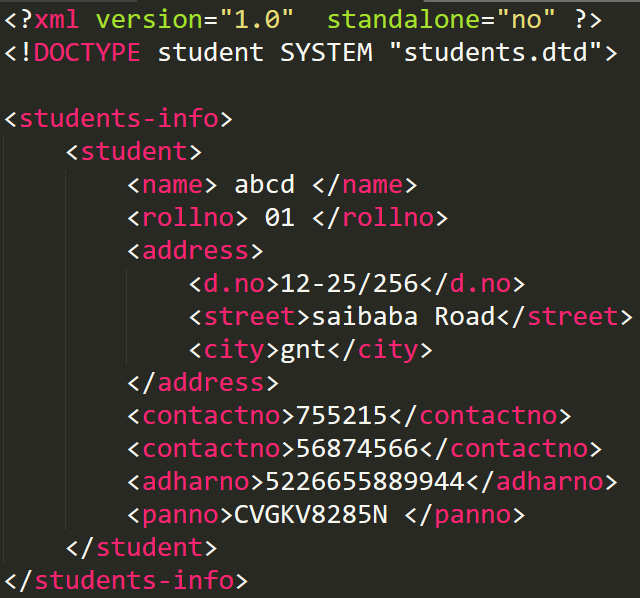 <?xml version="1.0"  standalone="no" ?>
<!DOCTYPE student SYSTEM "students.dtd">
<students-info>
    <student>
        <name> abcd </name>
        <rollno> 01 </rollno>
        <address>
            <d.no>12-25/256</d.no>
            <street>saibaba Road</street>
            <city>gnt</city>
        </address>
        <contactno>755215</contactno>
        <contactno>56874566</contactno>
        <adharno>5226655889944</adharno>
        <panno>CVGKV8285N </panno>
    </student>
</students-info>